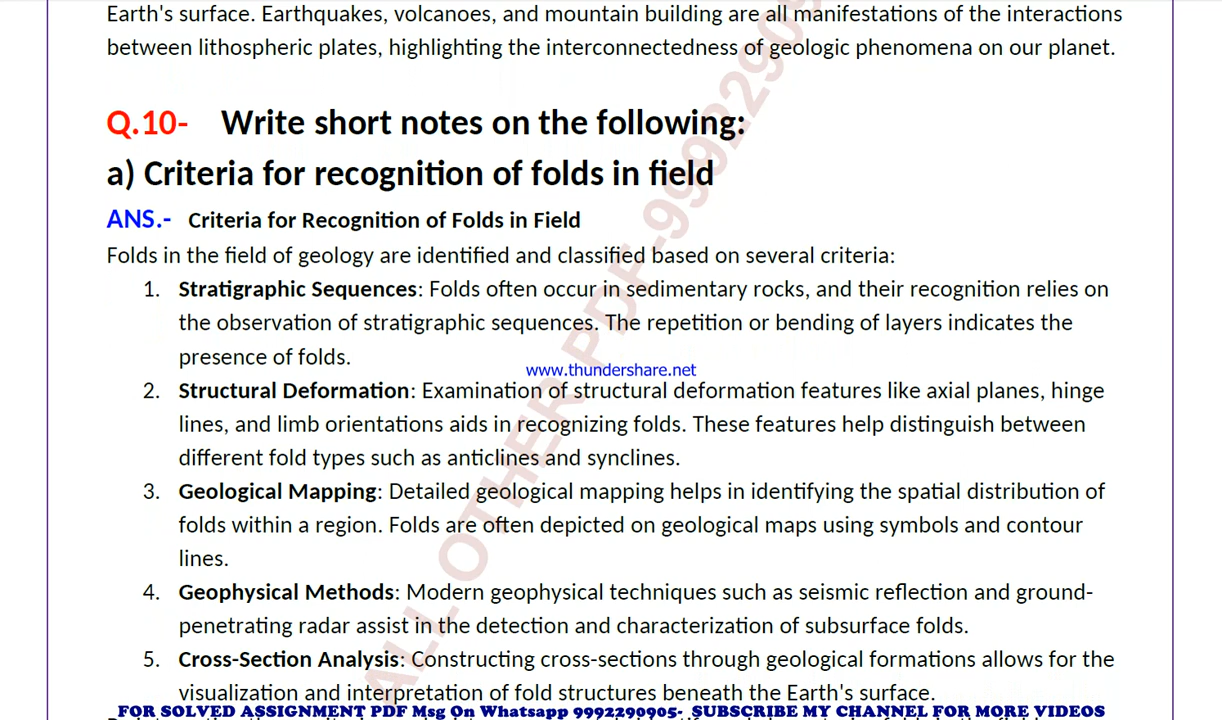 Earth's surface. Earthquakes, volcanoes, and mountain building are all manifestations of the interactions
between lithospheric plates, highlighting the interconnectedness of geologic phenomena on our planet.
Q.10- Write short notes on the following:
a) Criteria for recognition of folds in field
ANS.- Criteria for Recognition of Folds in Field
Folds in the field of geology are identified and classified based on several criteria:
1. Stratigraphic Sequences: Folds often occur in sedimentary rocks, and their recognition relies on
the observation of stratigraphic sequences. The repetition or bending of layers indicates the
presence of folds.
www.thundershare.net
2. Structural Deformation: Examination of structural deformation features like axial planes, hinge
lines, and limb orientations aids in recognizing folds. These features help distinguish between
different fold types such as anticlines and synclines.
3. Geological Mapping: Detailed geological mapping helps in identifying the spatial distribution of
folds within a region. Folds are often depicted on geological maps using symbols and contour
lines.
4. Geophysical Methods: Modern geophysical techniques such as seismic reflection and ground-
penetrating radar assist in the detection and characterization of subsurface folds.
5. Cross-Section Analysis: Constructing cross-sections through geological formations allows for the
visualization and interpretation of fold structures beneath the Earth's surface.
FOR SOLVED ASSIGNMENT PDF Msg On Whatsapp 9992290905- SUBSCRIBE MY CHANNEL FOR MORE VIDEOS
ALL OTHER PDF-999229090